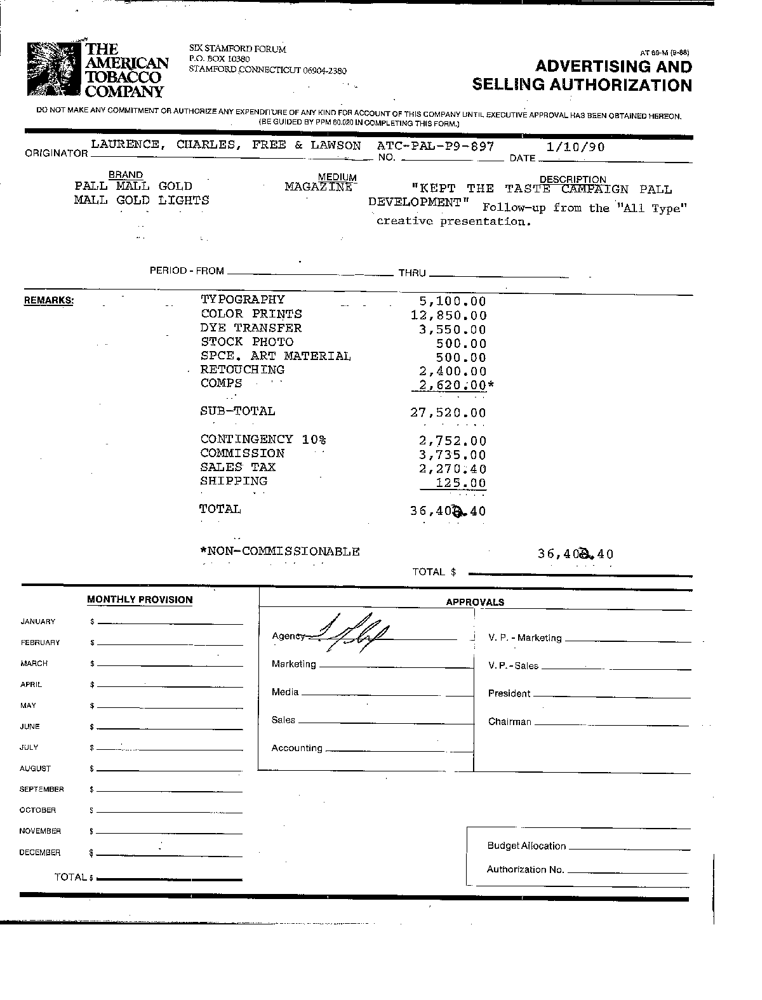 THE
AMERICAN
TOBACCO
COMPANY
SIX STAMFORD FORUM
P.O. BOX 10380
STAMFORD, CONNECTICUT 06904-2380
AT 65-M (9-88)
ADVERTISING AND
SELLING AUTHORIZATION
DO NOT MAKE ANY COMMITMENT OR AUTHORIZE ANY EXPENDITURE OF ANY KIND FOR ACCOUNT OF THIS COMPANY UNTIL EXECUTIVE APPROVAL HAS BEEN OBTAINED HEREON.
(BE GUIDED BY PPM 60.020 IN COMPLETING THIS FORM.)
ORIGINATOR LAURENCE, CHARLES, FREE & LAWSON NO. ATC-PAL-P9-897 DATE 1/10/90
BRAND MEDIUM DESCRIPTION
PALL MALL GOLD MAGAZINE "KEPT THE TASTE CAMPAIGN PALL
MALL GOLD LIGHTS DEVELOPMENT" Follow-up from the "All Type"
creative presentation.
PERIOD - FROM THRU
REMARKS: TYPOGRAPHY 5,100.00
COLOR PRINTS 12,850.00
DYE TRANSFER 3,550.00
STOCK PHOTO 500.00
SPCE. ART MATERIAL 500.00
RETOUCHING 2,400.00
COMPS 2,620.00*
SUB-TOTAL 27,520.00
CONTINGENCY 10% 2,752.00
COMMISSION 3,735.00
SALES TAX 2,270.40
SHIPPING 125.00
TOTAL
*NON-COMMISSIONABLE
TOTAL $
MONTHLY PROVISION APPROVALS
JANUARY $
FEBRUARY $ Agency V. P. - Marketing
MARCH $ Marketing V. P. - Sales
APRIL $ Media President
MAY $
JUNE $ Sales Chairman
JULY $ Accounting
AUGUST $
SEPTEMBER $
OCTOBER $
NOVEMBER $
DECEMBER $ Budget Allocation
TOTAL $ Authorization No.